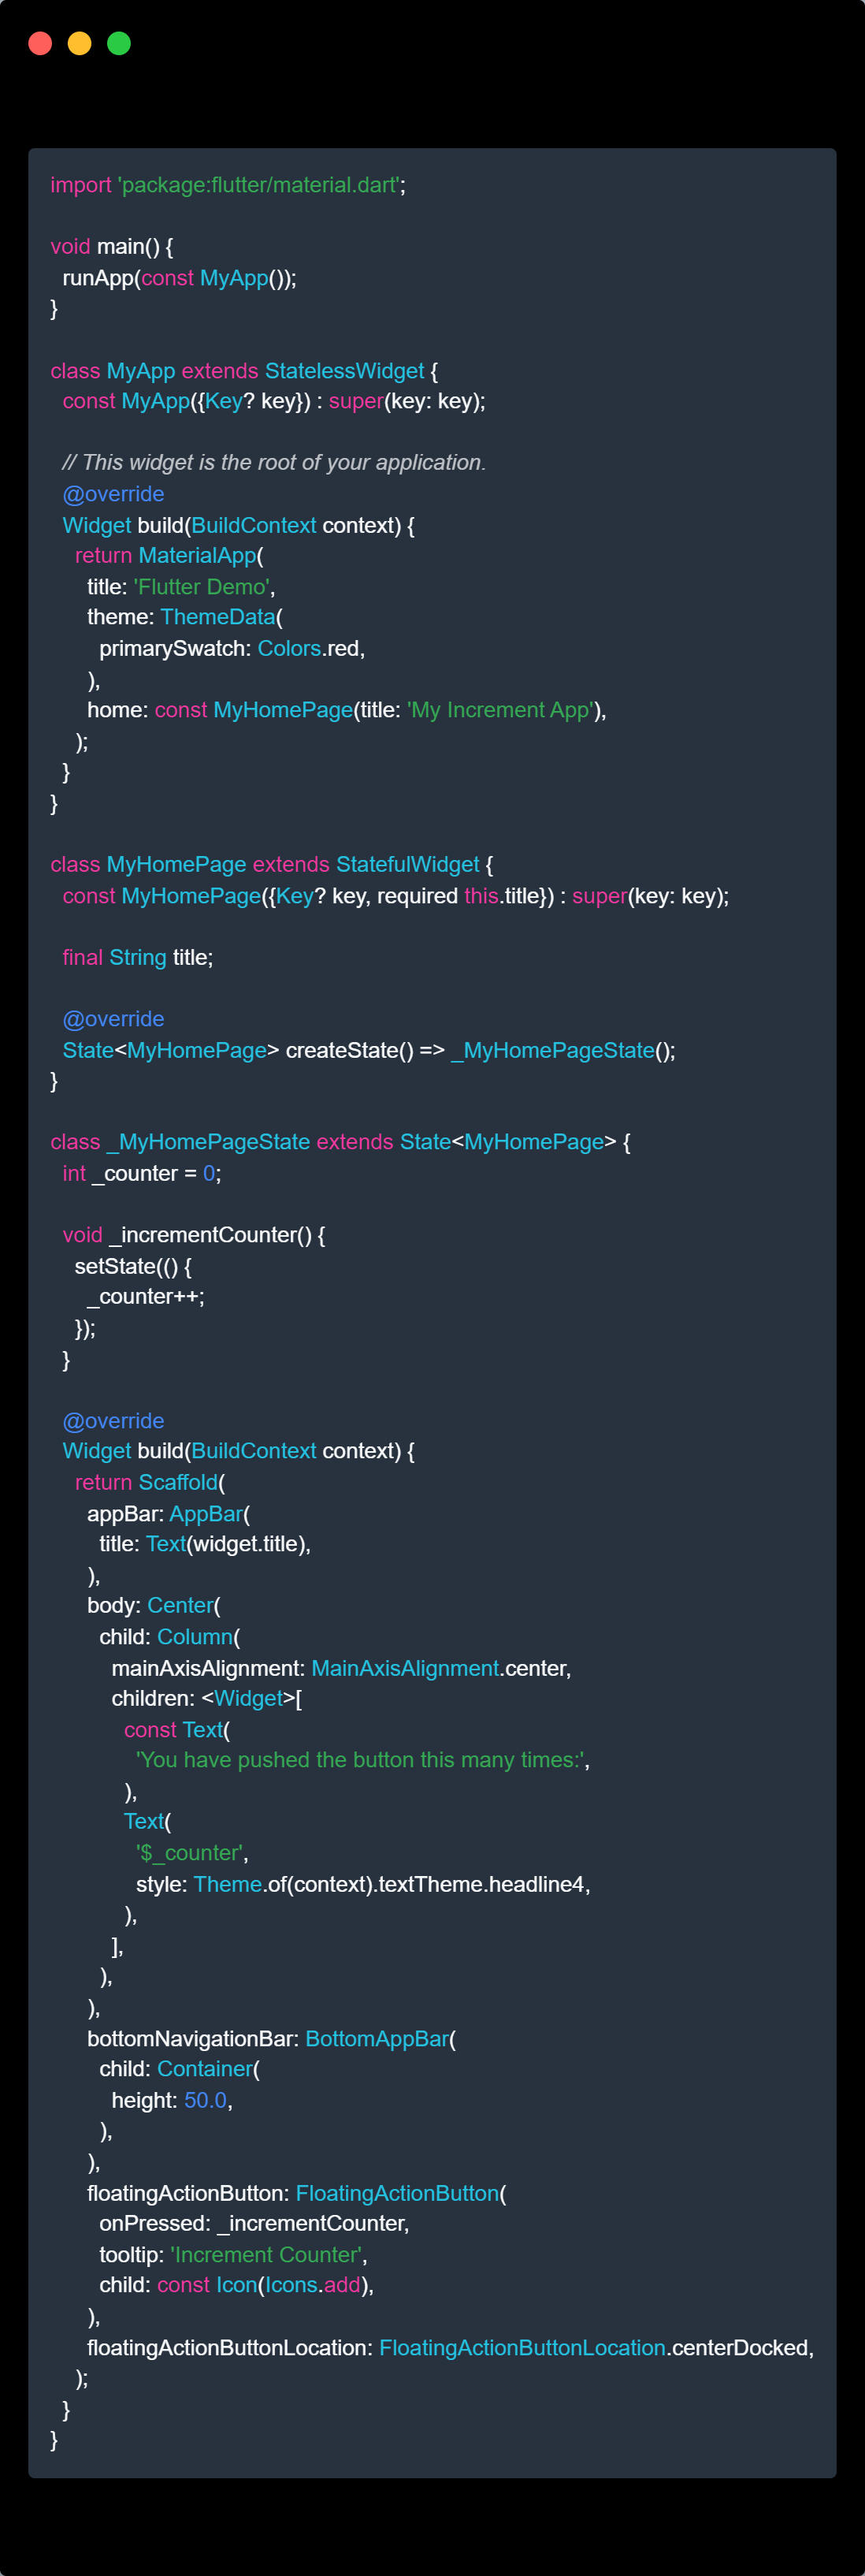 import 'package:flutter/material.dart';

void main() {
  runApp(const MyApp());
}

class MyApp extends StatelessWidget {
  const MyApp({Key? key}) : super(key: key);

  // This widget is the root of your application.
  @override
  Widget build(BuildContext context) {
    return MaterialApp(
      title: 'Flutter Demo',
      theme: ThemeData(
        primarySwatch: Colors.red,
      ),
      home: const MyHomePage(title: 'My Increment App'),
    );
  }
}

class MyHomePage extends StatefulWidget {
  const MyHomePage({Key? key, required this.title}) : super(key: key);

  final String title;

  @override
  State<MyHomePage> createState() => _MyHomePageState();
}

class _MyHomePageState extends State<MyHomePage> {
  int _counter = 0;

  void _incrementCounter() {
    setState(() {
      _counter++;
    });
  }

  @override
  Widget build(BuildContext context) {
    return Scaffold(
      appBar: AppBar(
        title: Text(widget.title),
      ),
      body: Center(
        child: Column(
          mainAxisAlignment: MainAxisAlignment.center,
          children: <Widget>[
            const Text(
              'You have pushed the button this many times:',
            ),
            Text(
              '$_counter',
              style: Theme.of(context).textTheme.headline4,
            ),
          ],
        ),
      ),
      bottomNavigationBar: BottomAppBar(
        child: Container(
          height: 50.0,
        ),
      ),
      floatingActionButton: FloatingActionButton(
        onPressed: _incrementCounter,
        tooltip: 'Increment Counter',
        child: const Icon(Icons.add),
      ),
      floatingActionButtonLocation: FloatingActionButtonLocation.centerDocked,
    );
  }
}